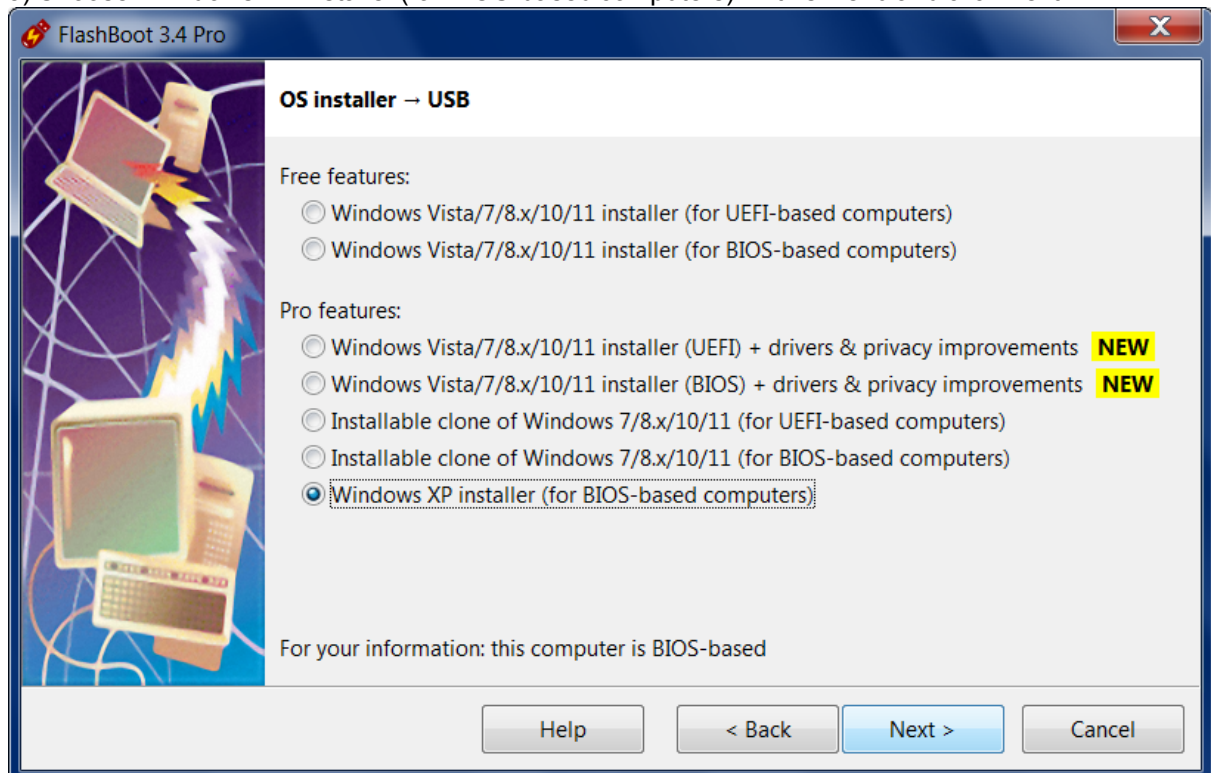 FlashBoot 3.4 Pro
OS installer → USB
Free features:
Windows Vista/7/8.x/10/11 installer (for UEFI-based computers)
Windows Vista/7/8.x/10/11 installer (for BIOS-based computers)
Pro features:
Windows Vista/7/8.x/10/11 installer (UEFI) + drivers & privacy improvements NEW
Windows Vista/7/8.x/10/11 installer (BIOS) + drivers & privacy improvements NEW
Installable clone of Windows 7/8.x/10/11 (for UEFI-based computers)
Installable clone of Windows 7/8.x/10/11 (for BIOS-based computers)
Windows XP installer (for BIOS-based computers)
For your information: this computer is BIOS-based
Help < Back Next > Cancel